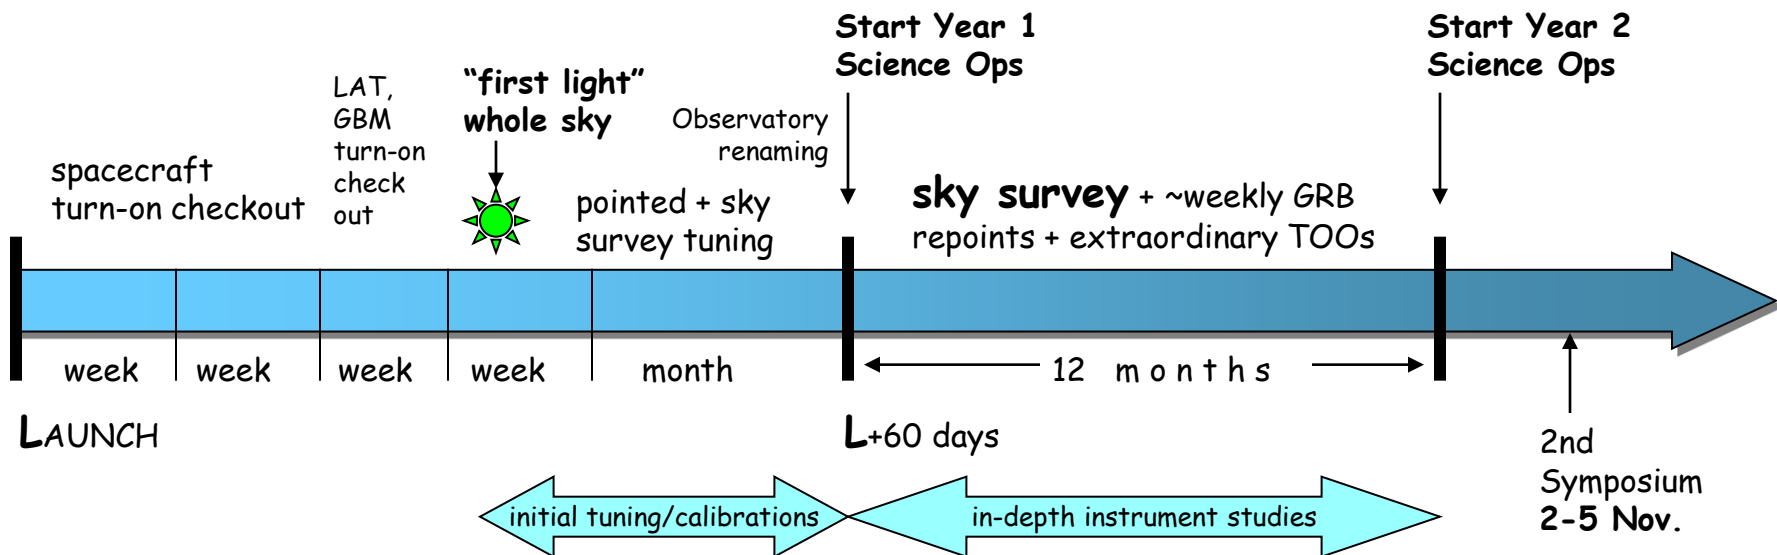 Start Year 1
Science Ops
Start Year 2
Science Ops
LAT,
GBM
turn-on
check
out
“first light”
whole sky
Observatory
renaming
spacecraft
turn-on checkout
pointed + sky
survey tuning
sky survey + ~weekly GRB
repoints + extraordinary TOOs
week
week
week
week
month
12 months
LAUNCH
L+60 days
2nd
Symposium
2-5 Nov.
initial tuning/calibrations
in-depth instrument studies